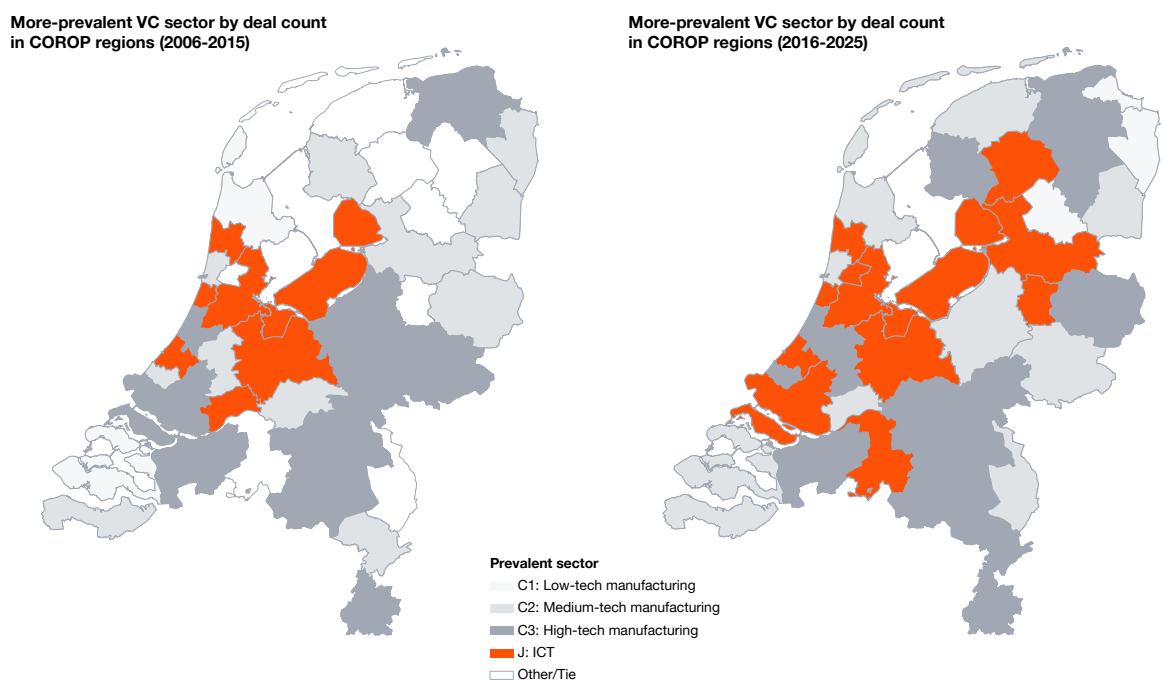 More-prevalent VC sector by deal count
in COROP regions (2006-2015)
More-prevalent VC sector by deal count
in COROP regions (2016-2025)
Prevalent sector
C1: Low-tech manufacturing
C2: Medium-tech manufacturing
C3: High-tech manufacturing
J: ICT
Other/Tie